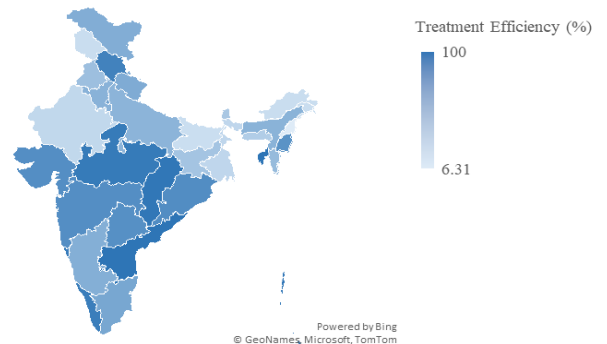 Treatment Efficiency (%)
100
6.31
Powered by Bing
© GeoNames, Microsoft, TomTom